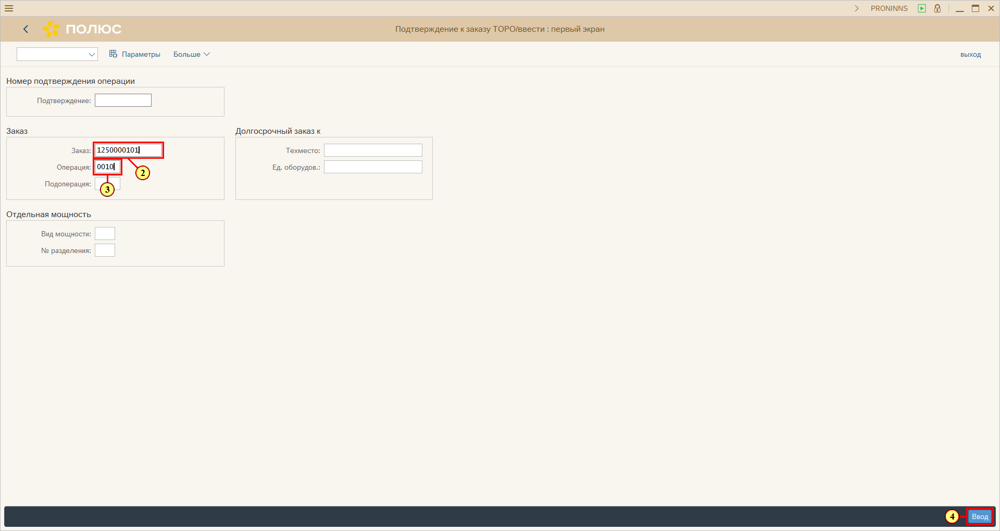 PRONINNS
ПОЛЮС
Подтверждение к заказу ТОРО/ввести : первый экран
Параметры
Больше
выход
Номер подтверждения операции
Подтверждение:
Заказ
Заказ: 1250000101
Операция: 0010
2
Подоперация:
3
Долгосрочный заказ к
Техместо:
Ед. оборудов.:
Отдельная мощность
Вид мощности:
№ разделения:
4
Ввод